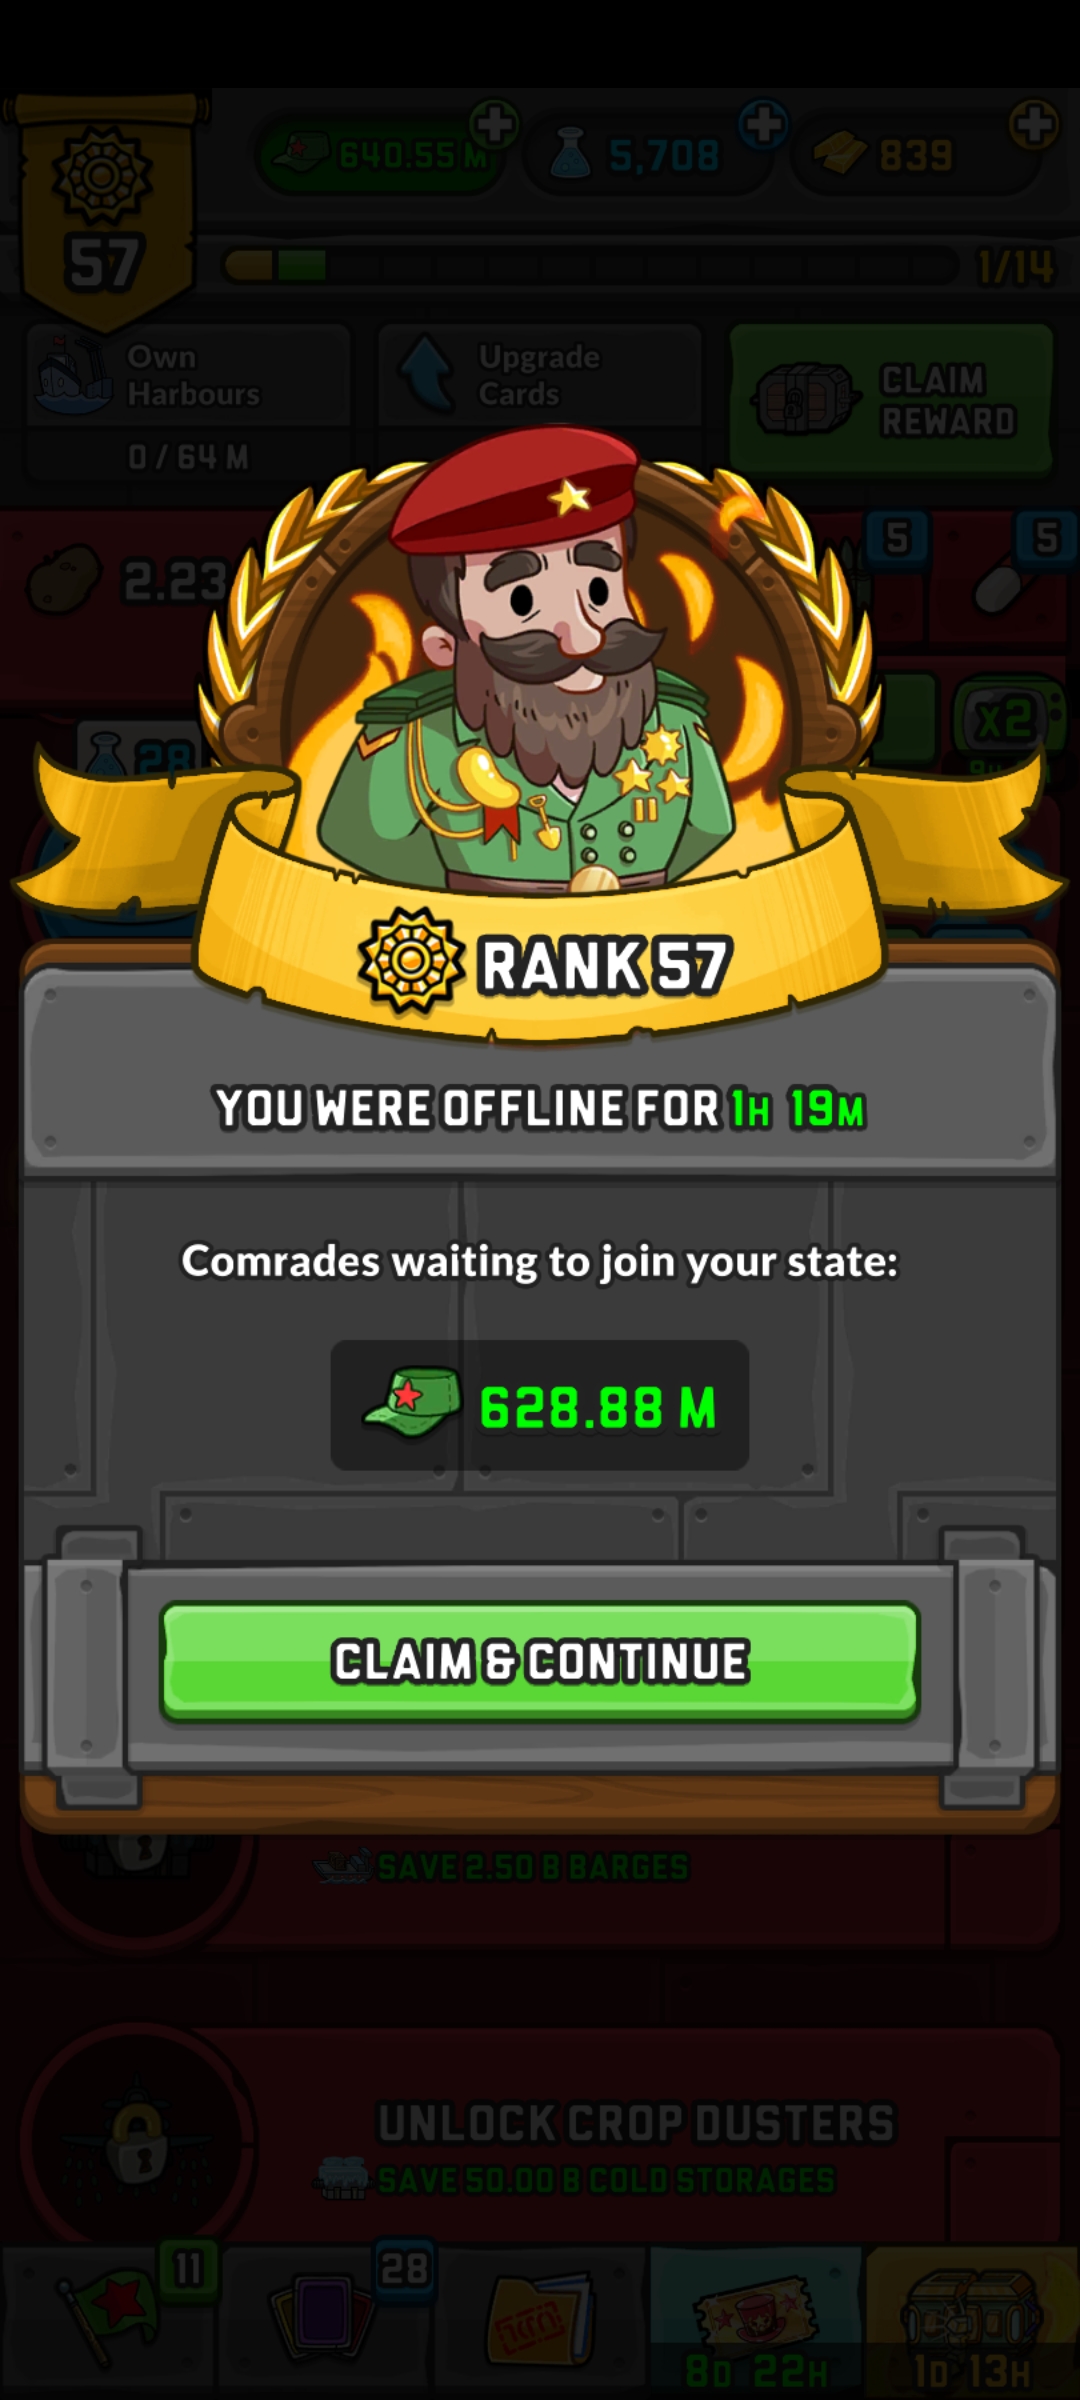 640.55 M
5,708
839
57
1/14
Own
Harbours
0 / 64 M
Upgrade
Cards
CLAIM
REWARD
2.23
5
5
28
x2
RANK 57
YOU WERE OFFLINE FOR 1H 19M
Comrades waiting to join your state:
628.88 M
CLAIM & CONTINUE
SAVE 2.50 B BARGES
UNLOCK CROP DUSTERS
SAVE 50.00 B COLD STORAGES
11
28
8D 22H
1D 13H